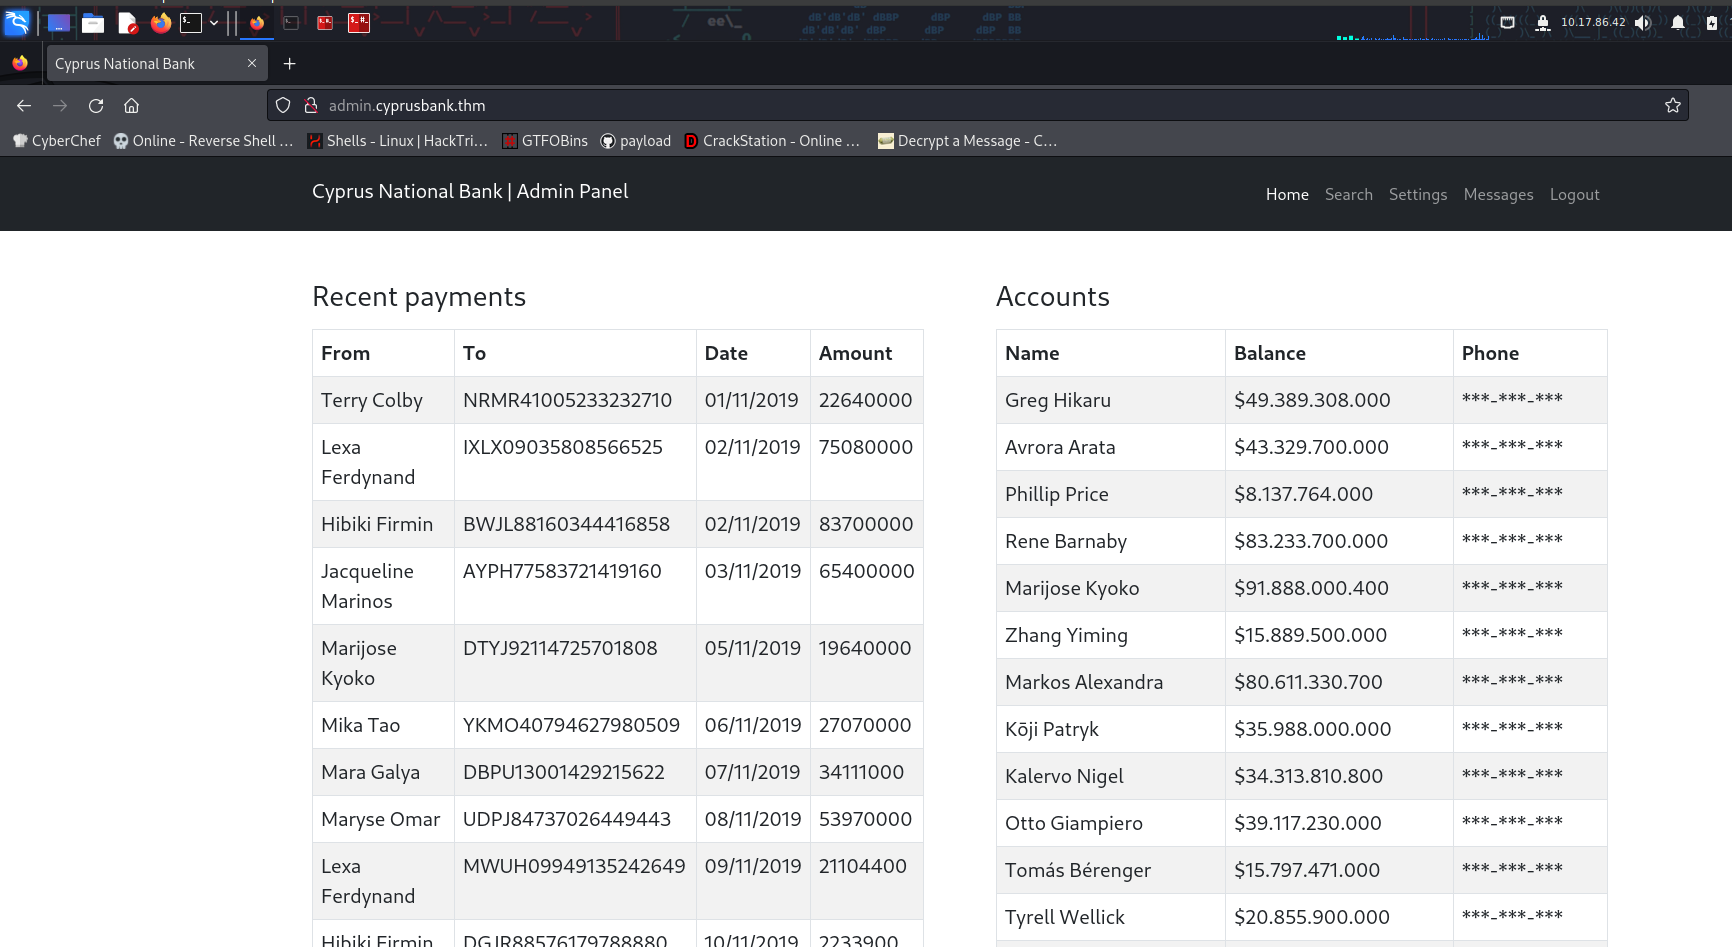 10.17.86.42
Cyprus National Bank
admin.cyprusbank.thm
CyberChef Online - Reverse Shell ... Shells - Linux | HackTri... GTFOBins payload CrackStation - Online ... Decrypt a Message - C...
Cyprus National Bank | Admin Panel
Home Search Settings Messages Logout
Recent payments
From To Date Amount
Terry Colby NRMR41005233232710 01/11/2019 22640000
Lexa Ferdynand IXLX09035808566525 02/11/2019 75080000
Hibiki Firmin BWJL88160344416858 02/11/2019 83700000
Jacqueline Marinos AYPH77583721419160 03/11/2019 65400000
Marijose Kyoko DTYJ92114725701808 05/11/2019 19640000
Mika Tao YKMO40794627980509 06/11/2019 27070000
Mara Galya DBPU13001429215622 07/11/2019 34111000
Maryse Omar UDPJ84737026449443 08/11/2019 53970000
Lexa Ferdynand MWUH09949135242649 09/11/2019 21104400
Hibiki Firmin DGJR88576179788880 10/11/2019 2233900
Accounts
Name Balance Phone
Greg Hikaru $49.389.308.000 ***-***-***
Avrora Arata $43.329.700.000 ***-***-***
Phillip Price $8.137.764.000 ***-***-***
Rene Barnaby $83.233.700.000 ***-***-***
Marijose Kyoko $91.888.000.400 ***-***-***
Zhang Yiming $15.889.500.000 ***-***-***
Markos Alexandra $80.611.330.700 ***-***-***
Kōji Patryk $35.988.000.000 ***-***-***
Kalervo Nigel $34.313.810.800 ***-***-***
Otto Giampiero $39.117.230.000 ***-***-***
Tomás Bérenger $15.797.471.000 ***-***-***
Tyrell Wellick $20.855.900.000 ***-***-***